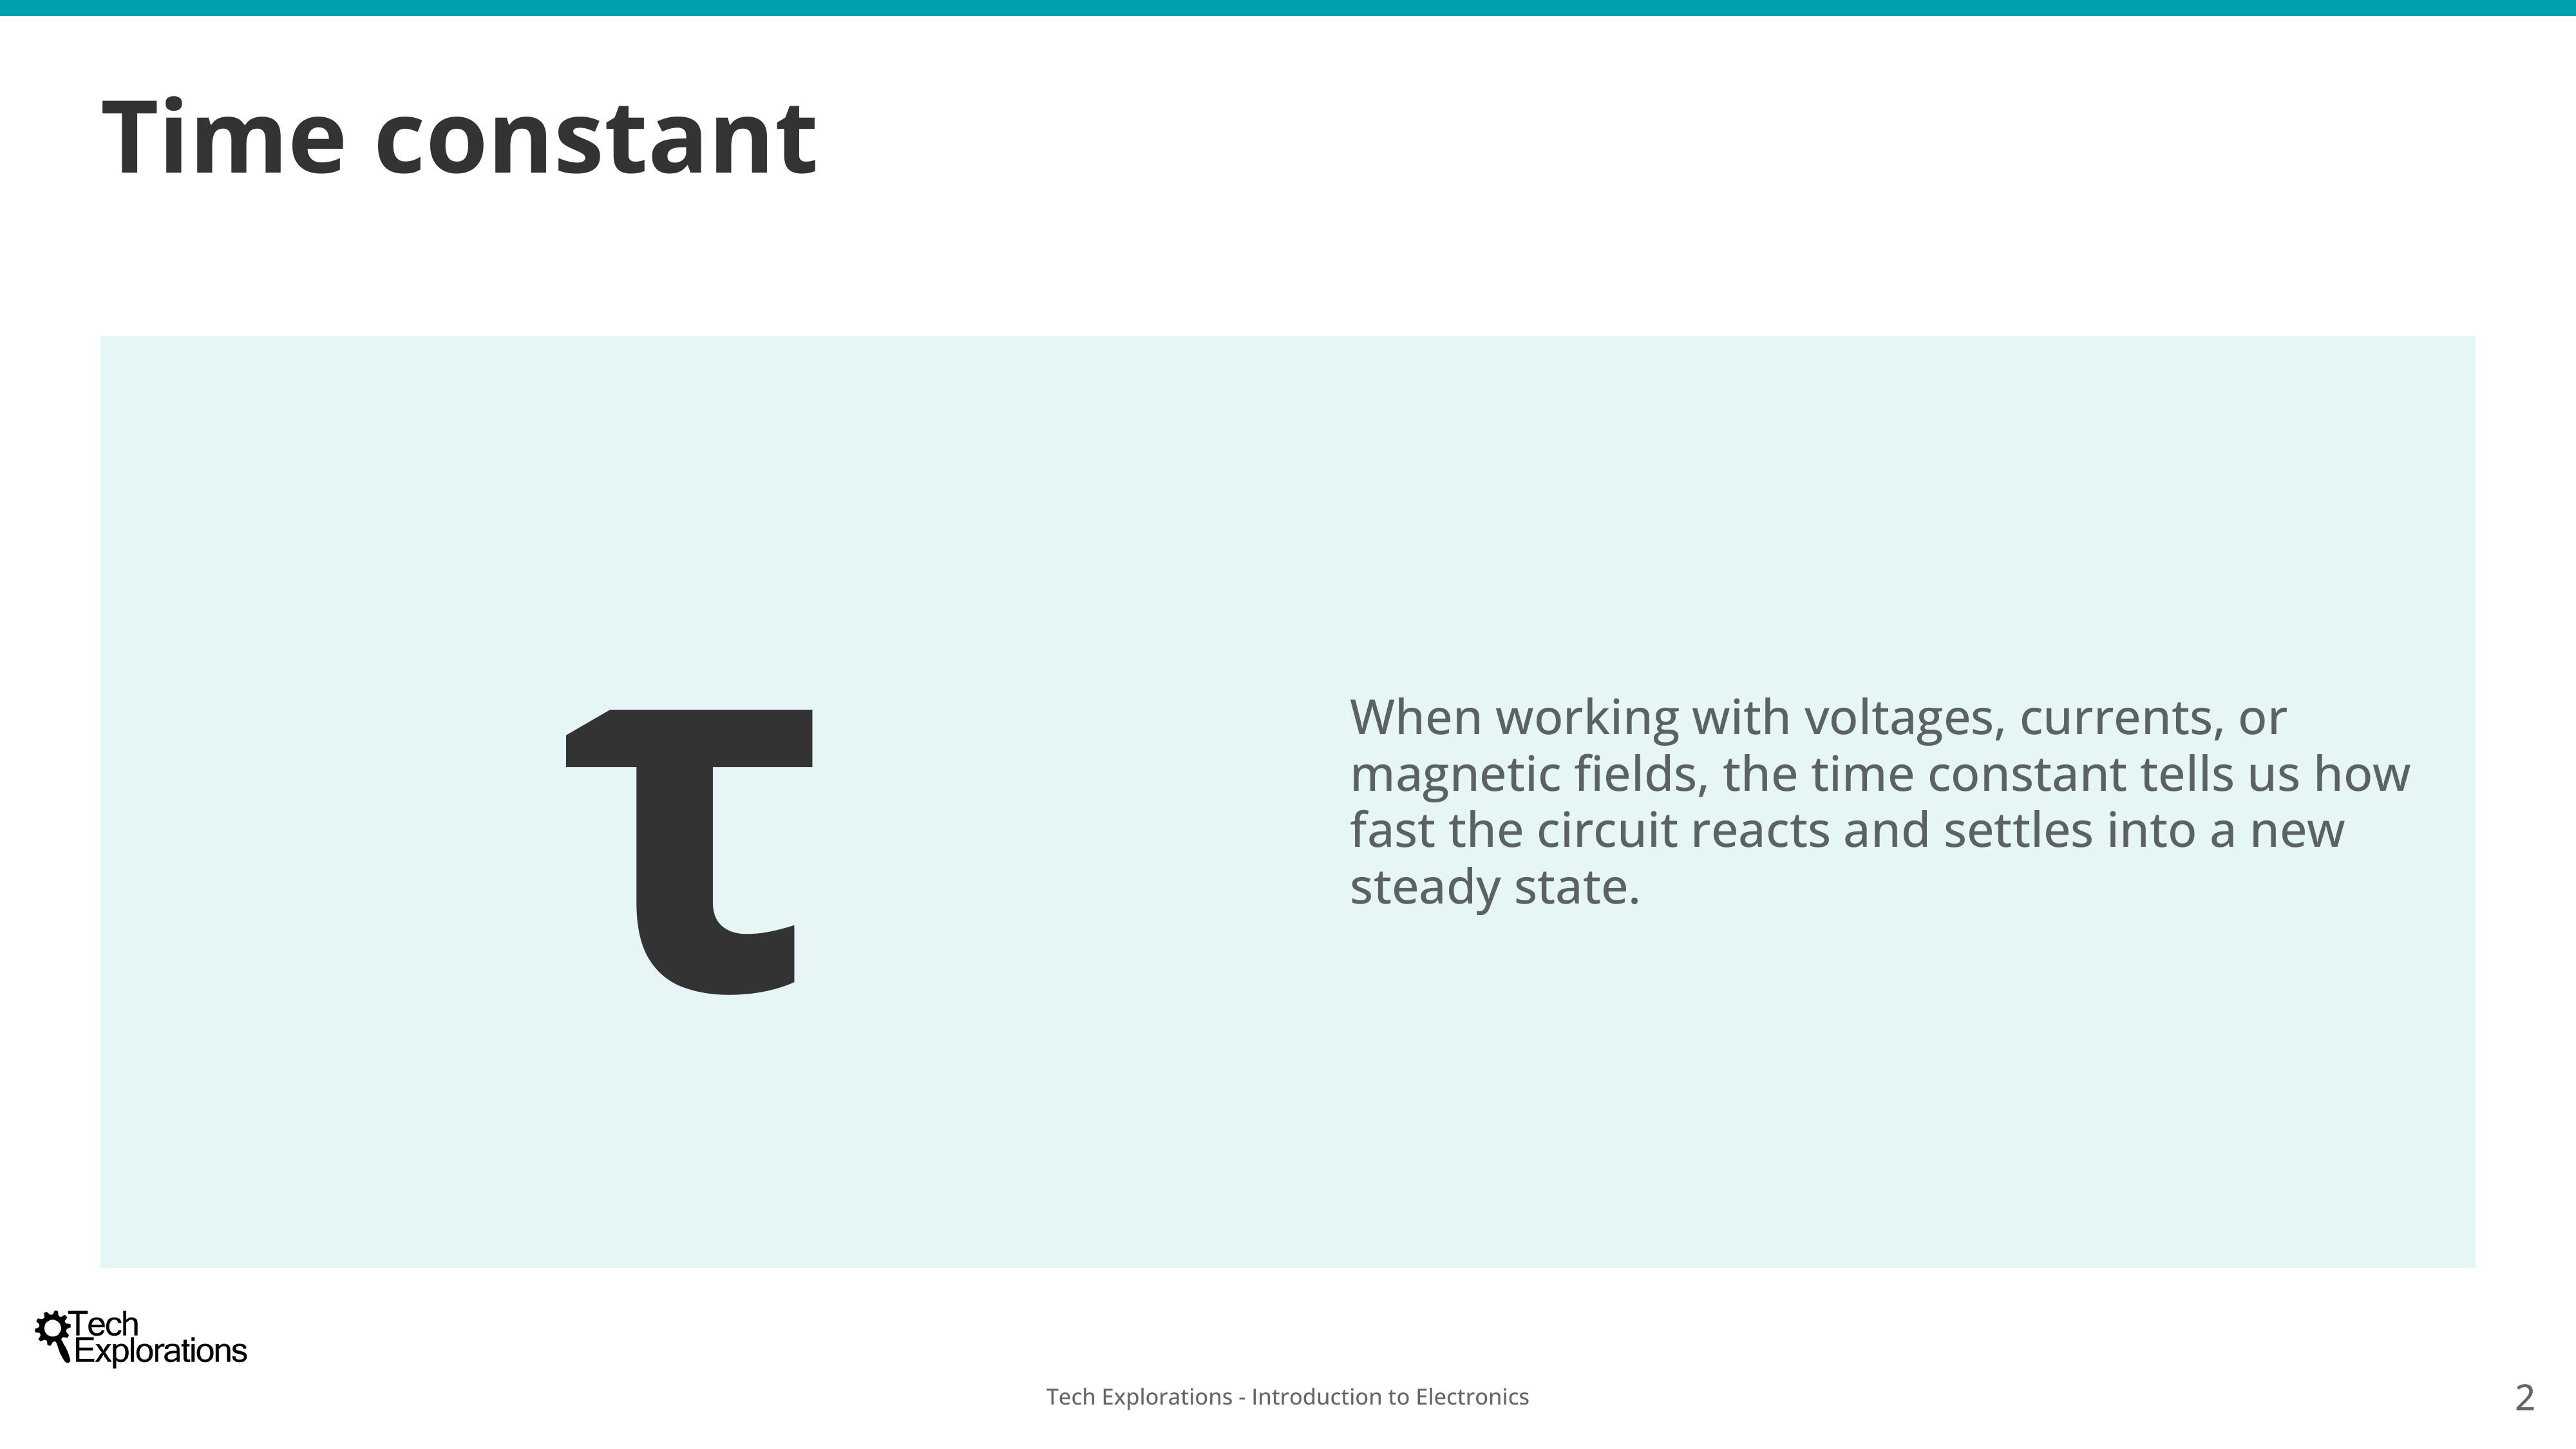 Time constant
τ
When working with voltages, currents, or
magnetic fields, the time constant tells us how
fast the circuit reacts and settles into a new
steady state.
Tech
Explorations
Tech Explorations - Introduction to Electronics
2